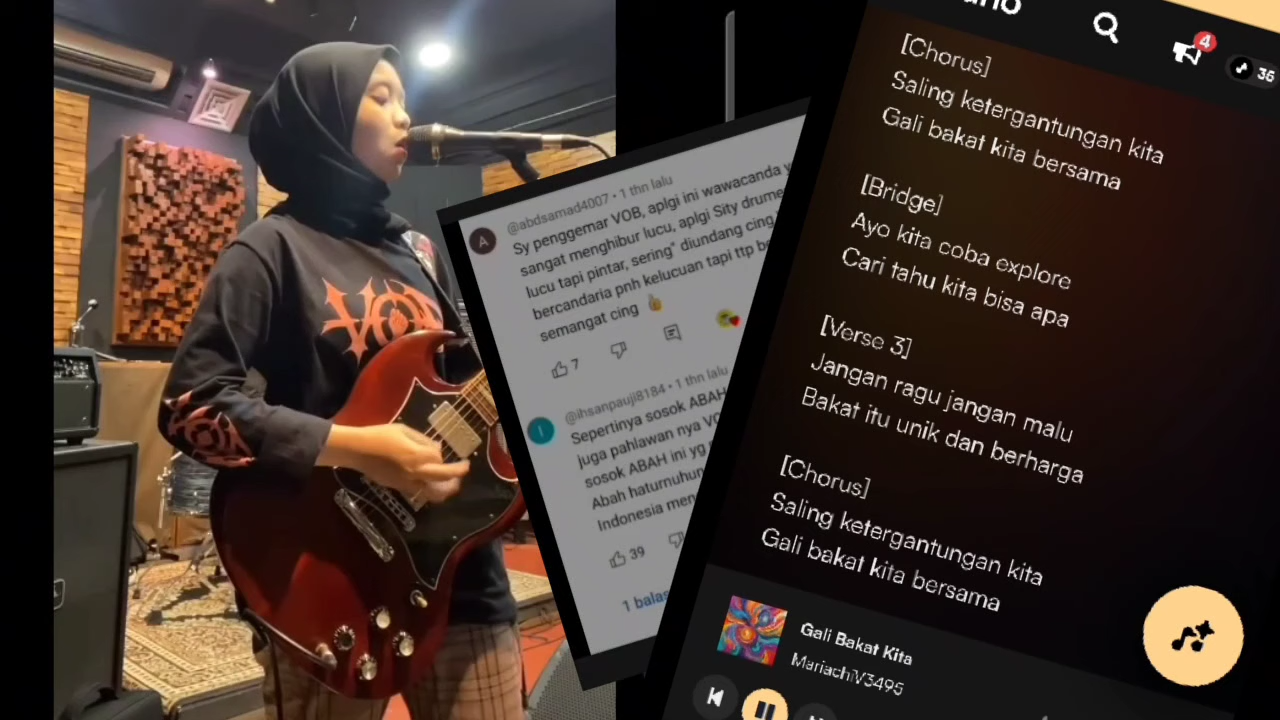 VOB
@abdsamad4007 • 1 thn lalu
A
Sy penggemar VOB, aplgi ini wawacanda
sangat menghibur lucu, aplgi Sity
lucu tapi pintar, sering" diundang cing
bercandaria pnh kelucuan tapi ttp
semangat cing 👍
7
@ihsanpauji8184 • 1 thn lalu
I
Sepertinya sosok ABAH
juga pahlawan nya
sosok ABAH ini yg
Abah haturnuhun
Indonesia
39
1
4
36
[Chorus]
Saling ketergantungan kita
Gali bakat kita bersama
[Bridge]
Ayo kita coba explore
Cari tahu kita bisa apa
[Verse 3]
Jangan ragu jangan malu
Bakat itu unik dan berharga
[Chorus]
Saling ketergantungan kita
Gali bakat kita bersama
Gali Bakat Kita
MariachiV3495